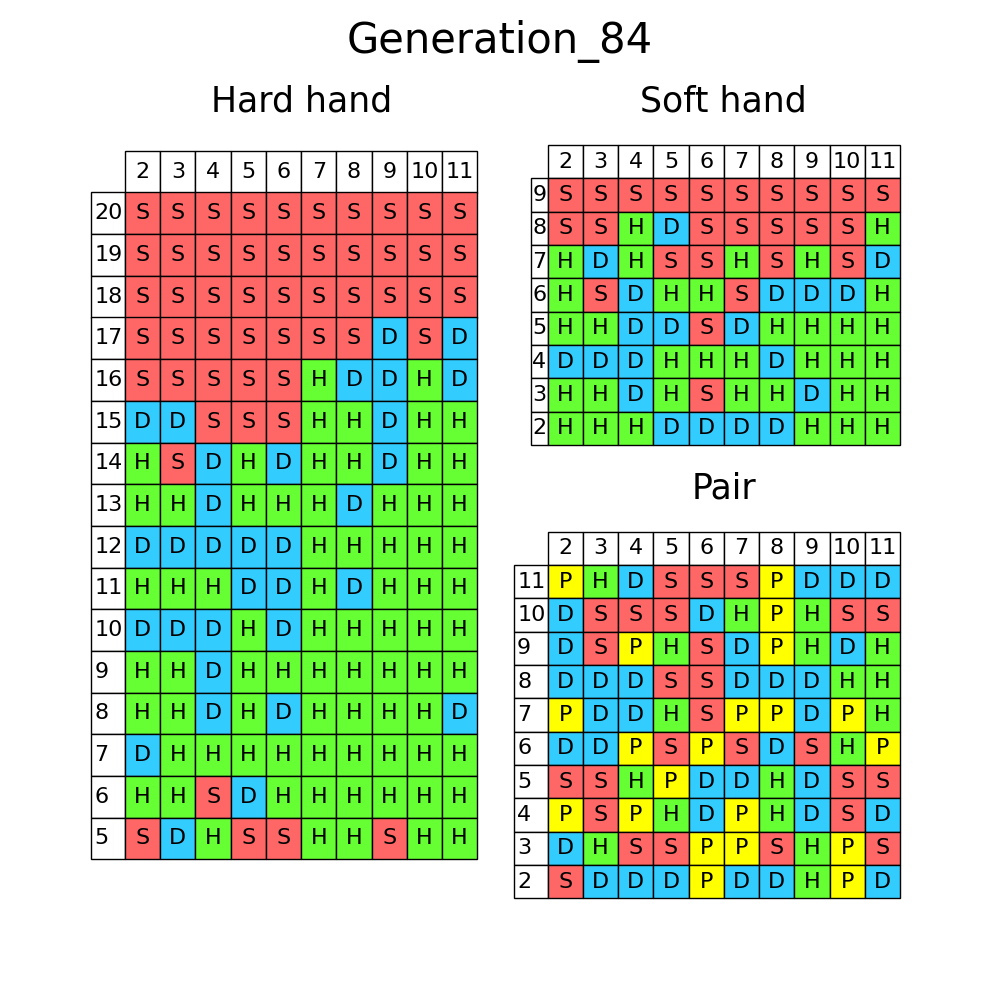 Generation_84
Hard hand
2 3 4 5 6 7 8 9 10 11
20 S S S S S S S S S S
19 S S S S S S S S S S
18 S S S S S S S S S S
17 S S S S S S S D S D
16 S S S S S H D D H D
15 D D S S S H H D H H
14 H S D H D H H D H H
13 H H D H H H D H H H
12 D D D D D H H H H H
11 H H H D D H D H H H
10 D D D H D H H H H H
9 H H D H H H H H H H
8 H H D H D H H H H D
7 D H H H H H H H H H
6 H H S D H H H H H H
5 S D H S S H H S H H
Soft hand
2 3 4 5 6 7 8 9 10 11
9 S S S S S S S S S S
8 S S H D S S S S S H
7 H D H S S H S H S D
6 H S D H H S D D D H
5 H H D D S D H H H H
4 D D D H H H D H H H
3 H H D H S H H D H H
2 H H H D D D D H H H
Pair
2 3 4 5 6 7 8 9 10 11
11 P H D S S S P D D D
10 D S S S D H P H S S
9 D S P H S D P H D H
8 D D D S S D D D H H
7 P D D H S P P D P H
6 D D P S P S D S H P
5 S S H P D D H D S S
4 P S P H D P H D S D
3 D H S S P P S H P S
2 S D D D P D D H P D